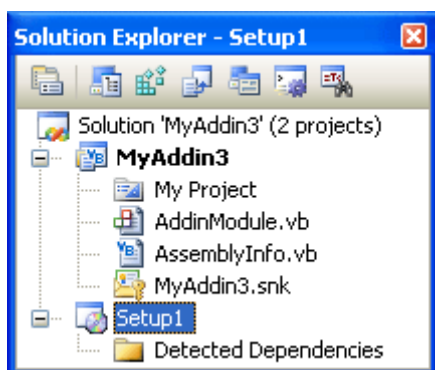 Solution Explorer - Setup1
Solution 'MyAddin3' (2 projects)
MyAddin3
My Project
AddinModule.vb
AssemblyInfo.vb
MyAddin3.snk
Setup1
Detected Dependencies